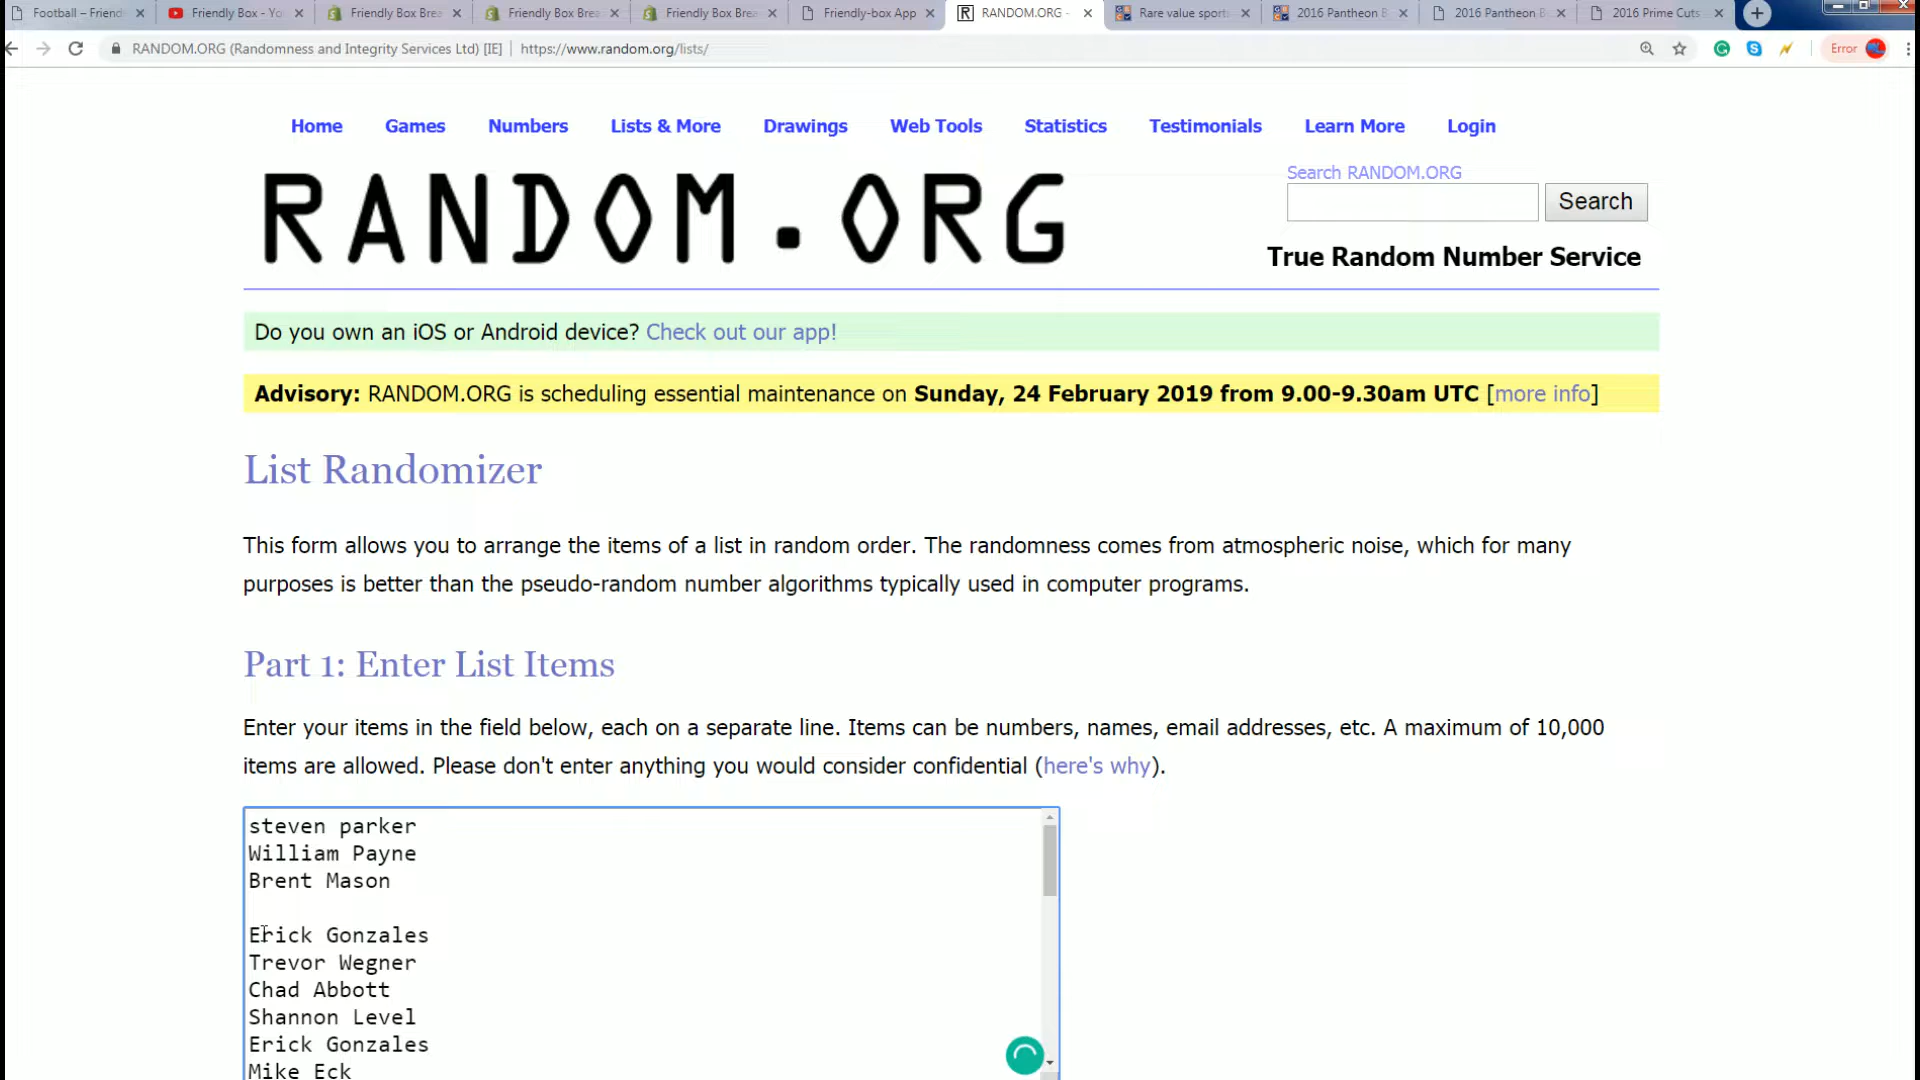 Football – Friend
Friendly Box - Yo
Friendly Box Brea
Friendly Box Brea
Friendly Box Brea
Friendly-box App
RANDOM.ORG -
Rare value sports
2016 Pantheon B
2016 Pantheon B
2016 Prime Cuts
RANDOM.ORG (Randomness and Integrity Services Ltd) [IE] | https://www.random.org/lists/
Error
Home Games Numbers Lists & More Drawings Web Tools Statistics Testimonials Learn More Login
RANDOM.ORG
Search RANDOM.ORG
Search
True Random Number Service
Do you own an iOS or Android device? Check out our app!
Advisory: RANDOM.ORG is scheduling essential maintenance on Sunday, 24 February 2019 from 9.00-9.30am UTC [more info]
List Randomizer
This form allows you to arrange the items of a list in random order. The randomness comes from atmospheric noise, which for many
purposes is better than the pseudo-random number algorithms typically used in computer programs.
Part 1: Enter List Items
Enter your items in the field below, each on a separate line. Items can be numbers, names, email addresses, etc. A maximum of 10,000
items are allowed. Please don't enter anything you would consider confidential (here's why).
steven parker
William Payne
Brent Mason
Erick Gonzales
Trevor Wegner
Chad Abbott
Shannon Level
Erick Gonzales
Mike Eck